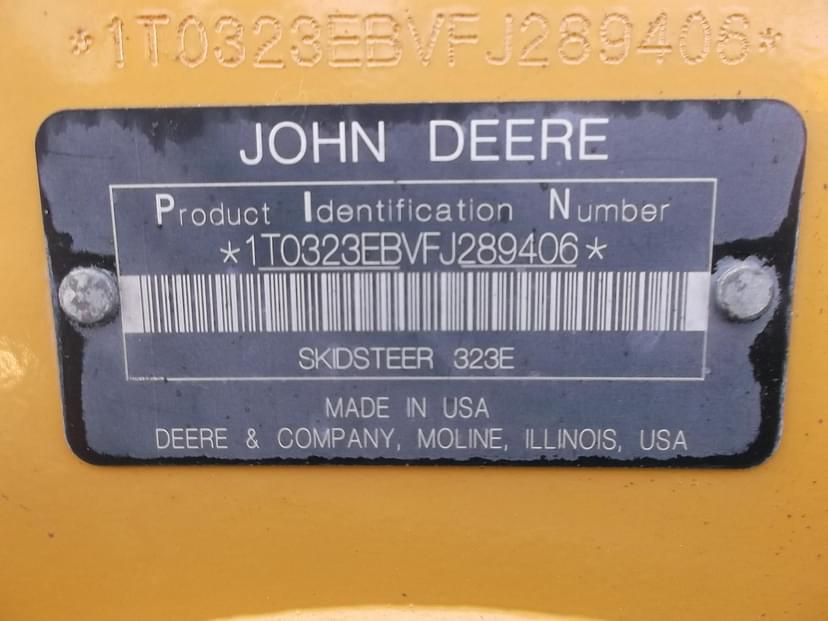 *1T0323EBVFJ289406*
JOHN DEERE
Product Identification Number
*1T0323EBVFJ289406*
SKIDSTEER 323E
MADE IN USA
DEERE & COMPANY, MOLINE, ILLINOIS, USA